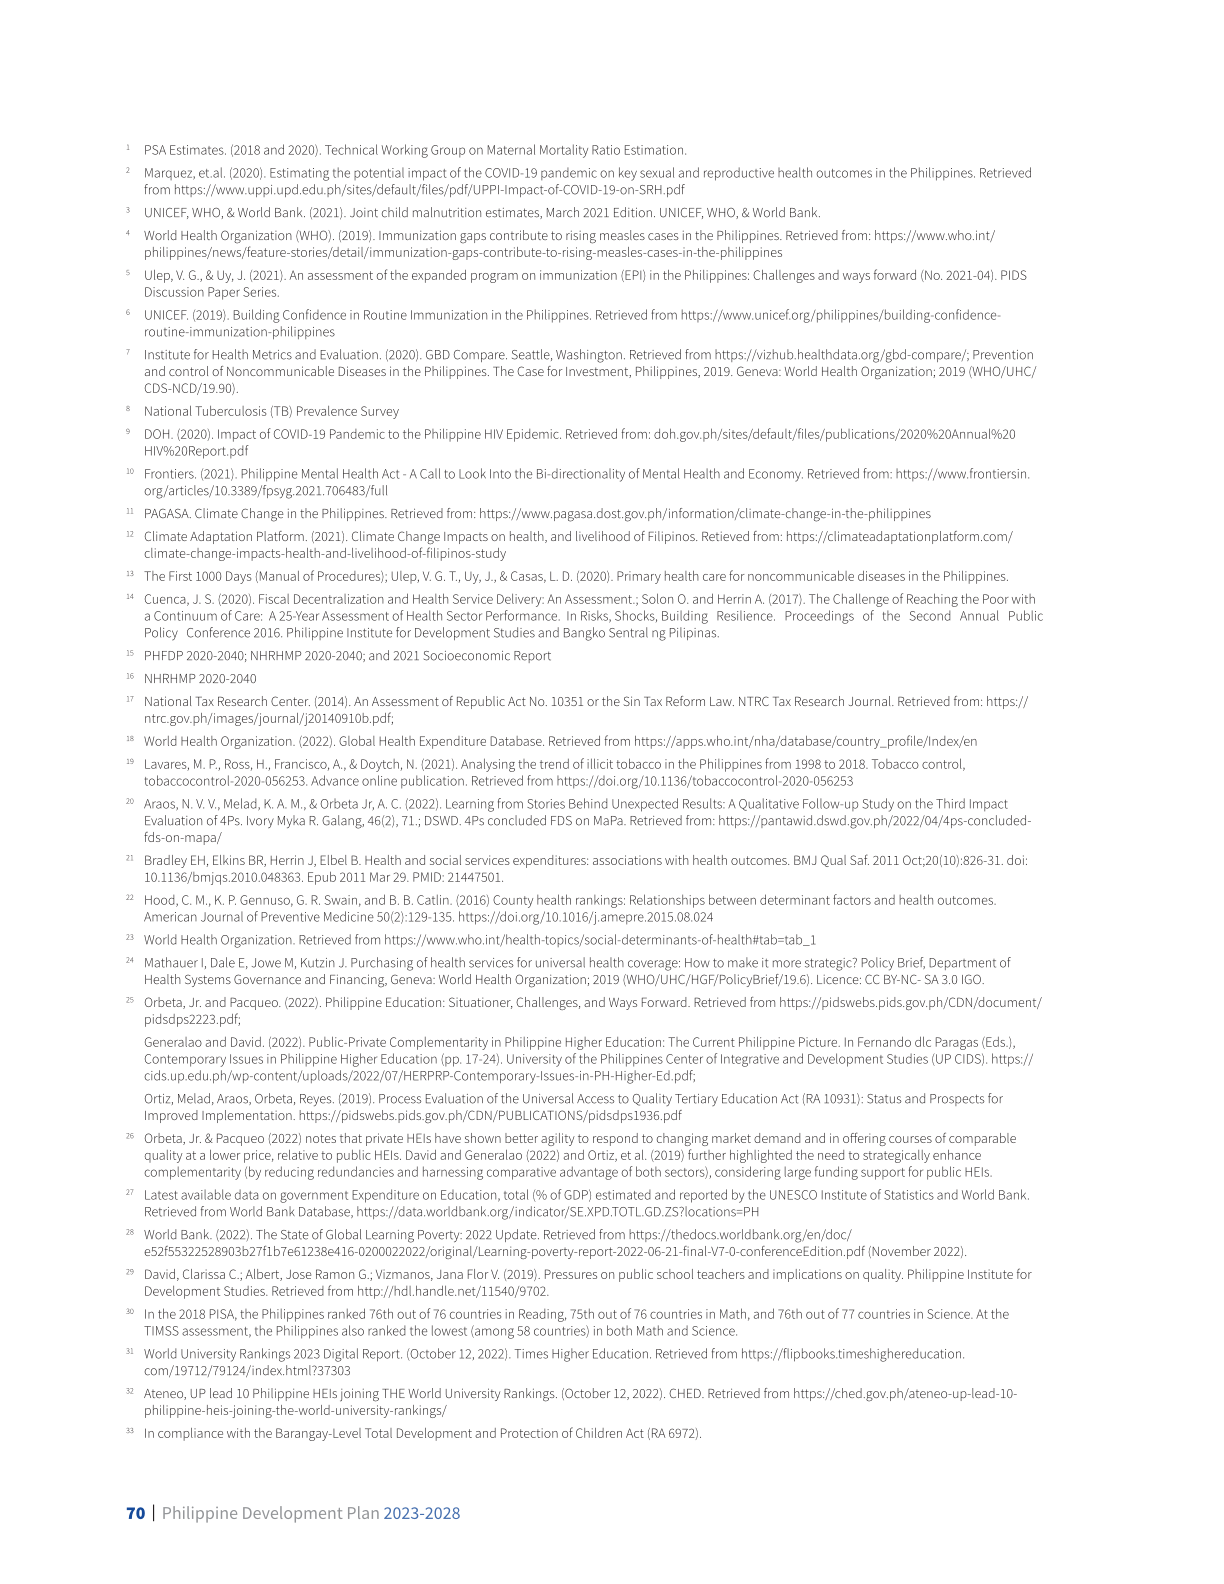 1 PSA Estimates. (2018 and 2020). Technical Working Group on Maternal Mortality Ratio Estimation.
2 Marquez, et.al. (2020). Estimating the potential impact of the COVID-19 pandemic on key sexual and reproductive health outcomes in the Philippines. Retrieved
from https://www.uppi.upd.edu.ph/sites/default/files/pdf/UPPI-Impact-of-COVID-19-on-SRH.pdf
3 UNICEF, WHO, & World Bank. (2021). Joint child malnutrition estimates, March 2021 Edition. UNICEF, WHO, & World Bank.
4 World Health Organization (WHO). (2019). Immunization gaps contribute to rising measles cases in the Philippines. Retrieved from: https://www.who.int/
philippines/news/feature-stories/detail/immunization-gaps-contribute-to-rising-measles-cases-in-the-philippines
5 Ulep, V. G., & Uy, J. (2021). An assessment of the expanded program on immunization (EPI) in the Philippines: Challenges and ways forward (No. 2021-04). PIDS
Discussion Paper Series.
6 UNICEF. (2019). Building Confidence in Routine Immunization in the Philippines. Retrieved from https://www.unicef.org/philippines/building-confidence-
routine-immunization-philippines
7 Institute for Health Metrics and Evaluation. (2020). GBD Compare. Seattle, Washington. Retrieved from https://vizhub.healthdata.org/gbd-compare/; Prevention
and control of Noncommunicable Diseases in the Philippines. The Case for Investment, Philippines, 2019. Geneva: World Health Organization; 2019 (WHO/UHC/
CDS-NCD/19.90).
8 National Tuberculosis (TB) Prevalence Survey
9 DOH. (2020). Impact of COVID-19 Pandemic to the Philippine HIV Epidemic. Retrieved from: doh.gov.ph/sites/default/files/publications/2020%20Annual%20
HIV%20Report.pdf
10 Frontiers. (2021). Philippine Mental Health Act - A Call to Look Into the Bi-directionality of Mental Health and Economy. Retrieved from: https://www.frontiersin.
org/articles/10.3389/fpsyg.2021.706483/full
11 PAGASA. Climate Change in the Philippines. Retrieved from: https://www.pagasa.dost.gov.ph/information/climate-change-in-the-philippines
12 Climate Adaptation Platform. (2021). Climate Change Impacts on health, and livelihood of Filipinos. Retieved from: https://climateadaptationplatform.com/
climate-change-impacts-health-and-livelihood-of-filipinos-study
13 The First 1000 Days (Manual of Procedures); Ulep, V. G. T., Uy, J., & Casas, L. D. (2020). Primary health care for noncommunicable diseases in the Philippines.
14 Cuenca, J. S. (2020). Fiscal Decentralization and Health Service Delivery: An Assessment.; Solon O. and Herrin A. (2017). The Challenge of Reaching the Poor with
a Continuum of Care: A 25-Year Assessment of Health Sector Performance. In Risks, Shocks, Building Resilience. Proceedings of the Second Annual Public
Policy Conference 2016. Philippine Institute for Development Studies and Bangko Sentral ng Pilipinas.
15 PHFDP 2020-2040; NHRHMP 2020-2040; and 2021 Socioeconomic Report
16 NHRHMP 2020-2040
17 National Tax Research Center. (2014). An Assessment of Republic Act No. 10351 or the Sin Tax Reform Law. NTRC Tax Research Journal. Retrieved from: https://
ntrc.gov.ph/images/journal/j20140910b.pdf;
18 World Health Organization. (2022). Global Health Expenditure Database. Retrieved from https://apps.who.int/nha/database/country_profile/Index/en
19 Lavares, M. P., Ross, H., Francisco, A., & Doytch, N. (2021). Analysing the trend of illicit tobacco in the Philippines from 1998 to 2018. Tobacco control,
tobaccocontrol-2020-056253. Advance online publication. Retrieved from https://doi.org/10.1136/tobaccocontrol-2020-056253
20 Araos, N. V. V., Melad, K. A. M., & Orbeta Jr, A. C. (2022). Learning from Stories Behind Unexpected Results: A Qualitative Follow-up Study on the Third Impact
Evaluation of 4Ps. Ivory Myka R. Galang, 46(2), 71.; DSWD. 4Ps concluded FDS on MaPa. Retrieved from: https://pantawid.dswd.gov.ph/2022/04/4ps-concluded-
fds-on-mapa/
21 Bradley EH, Elkins BR, Herrin J, Elbel B. Health and social services expenditures: associations with health outcomes. BMJ Qual Saf. 2011 Oct;20(10):826-31. doi:
10.1136/bmjqs.2010.048363. Epub 2011 Mar 29. PMID: 21447501.
22 Hood, C. M., K. P. Gennuso, G. R. Swain, and B. B. Catlin. (2016) County health rankings: Relationships between determinant factors and health outcomes.
American Journal of Preventive Medicine 50(2):129-135. https://doi.org/10.1016/j.amepre.2015.08.024
23 World Health Organization. Retrieved from https://www.who.int/health-topics/social-determinants-of-health#tab=tab_1
24 Mathauer I, Dale E, Jowe M, Kutzin J. Purchasing of health services for universal health coverage: How to make it more strategic? Policy Brief, Department of
Health Systems Governance and Financing, Geneva: World Health Organization; 2019 (WHO/UHC/HGF/PolicyBrief/19.6). Licence: CC BY-NC- SA 3.0 IGO.
25 Orbeta, Jr. and Pacqueo. (2022). Philippine Education: Situationer, Challenges, and Ways Forward. Retrieved from https://pidswebs.pids.gov.ph/CDN/document/
pidsdps2223.pdf;
Generalao and David. (2022). Public-Private Complementarity in Philippine Higher Education: The Current Philippine Picture. In Fernando dlc Paragas (Eds.),
Contemporary Issues in Philippine Higher Education (pp. 17-24). University of the Philippines Center of Integrative and Development Studies (UP CIDS). https://
cids.up.edu.ph/wp-content/uploads/2022/07/HERPRP-Contemporary-Issues-in-PH-Higher-Ed.pdf;
Ortiz, Melad, Araos, Orbeta, Reyes. (2019). Process Evaluation of the Universal Access to Quality Tertiary Education Act (RA 10931): Status and Prospects for
Improved Implementation. https://pidswebs.pids.gov.ph/CDN/PUBLICATIONS/pidsdps1936.pdf
26 Orbeta, Jr. & Pacqueo (2022) notes that private HEIs have shown better agility to respond to changing market demand and in offering courses of comparable
quality at a lower price, relative to public HEIs. David and Generalao (2022) and Ortiz, et al. (2019) further highlighted the need to strategically enhance
complementarity (by reducing redundancies and harnessing comparative advantage of both sectors), considering large funding support for public HEIs.
27 Latest available data on government Expenditure on Education, total (% of GDP) estimated and reported by the UNESCO Institute of Statistics and World Bank.
Retrieved from World Bank Database, https://data.worldbank.org/indicator/SE.XPD.TOTL.GD.ZS?locations=PH
28 World Bank. (2022). The State of Global Learning Poverty: 2022 Update. Retrieved from https://thedocs.worldbank.org/en/doc/
e52f55322528903b27f1b7e61238e416-0200022022/original/Learning-poverty-report-2022-06-21-final-V7-0-conferenceEdition.pdf (November 2022).
29 David, Clarissa C.; Albert, Jose Ramon G.; Vizmanos, Jana Flor V. (2019). Pressures on public school teachers and implications on quality. Philippine Institute for
Development Studies. Retrieved from http://hdl.handle.net/11540/9702.
30 In the 2018 PISA, the Philippines ranked 76th out of 76 countries in Reading, 75th out of 76 countries in Math, and 76th out of 77 countries in Science. At the
TIMSS assessment, the Philippines also ranked the lowest (among 58 countries) in both Math and Science.
31 World University Rankings 2023 Digital Report. (October 12, 2022). Times Higher Education. Retrieved from https://flipbooks.timeshighereducation.
com/19712/79124/index.html?37303
32 Ateneo, UP lead 10 Philippine HEIs joining THE World University Rankings. (October 12, 2022). CHED. Retrieved from https://ched.gov.ph/ateneo-up-lead-10-
philippine-heis-joining-the-world-university-rankings/
33 In compliance with the Barangay-Level Total Development and Protection of Children Act (RA 6972).
70 | Philippine Development Plan 2023-2028